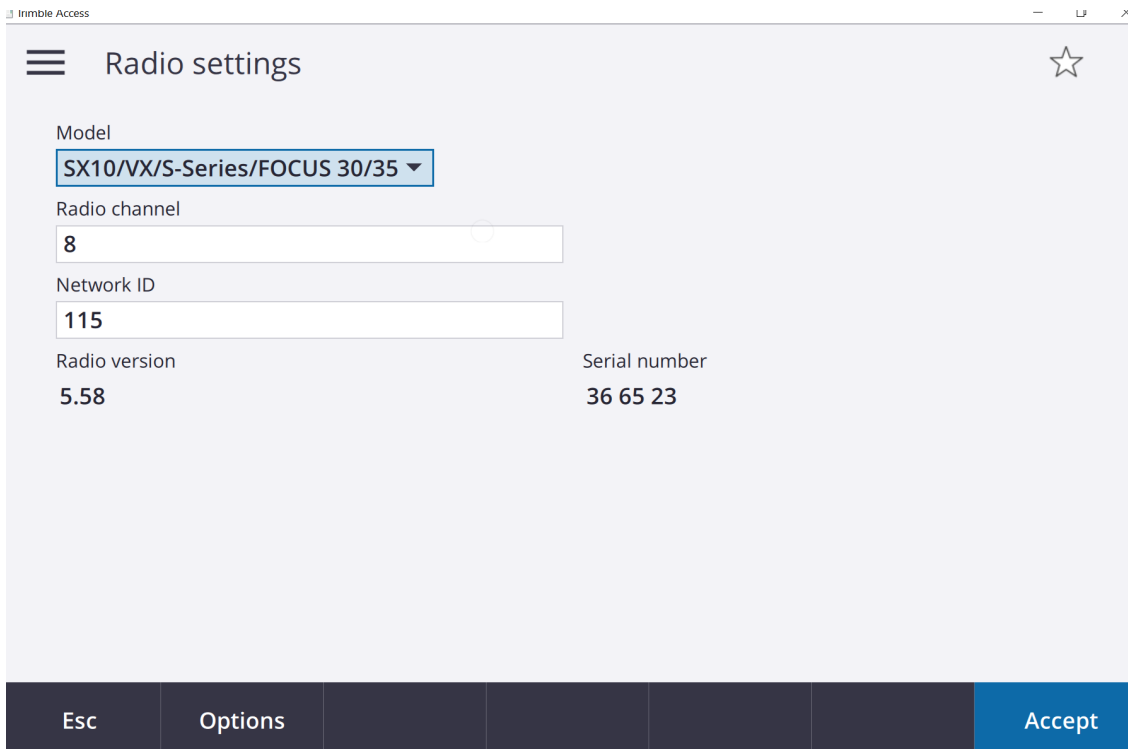 Trimble Access
Radio settings
Model
SX10/VX/S-Series/FOCUS 30/35
Radio channel
8
Network ID
115
Radio version
Serial number
5.58
36 65 23
Esc
Options
Accept